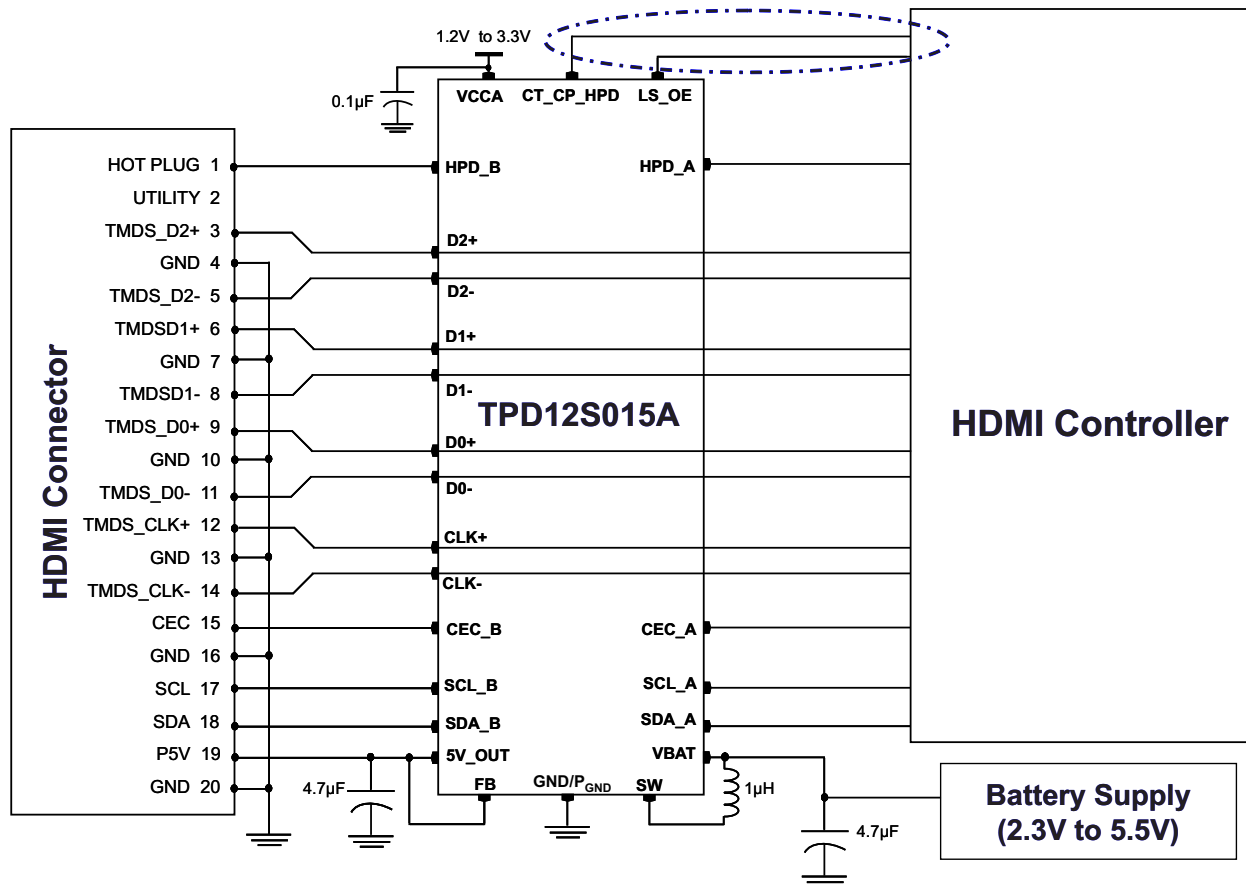 1.2V to 3.3V
0.1µF
VCCA
CT_CP_HPD
LS_OE
HDMI Connector
HOT PLUG 1
UTILITY 2
TMDS_D2+ 3
GND 4
TMDS_D2- 5
TMDSD1+ 6
GND 7
TMDSD1- 8
TMDS_D0+ 9
GND 10
TMDS_D0- 11
TMDS_CLK+ 12
GND 13
TMDS_CLK- 14
CEC 15
GND 16
SCL 17
SDA 18
P5V 19
GND 20
HPD_B
D2+
D2-
D1+
D1-
TPD12S015A
D0+
D0-
CLK+
CLK-
CEC_B
SCL_B
SDA_B
5V_OUT
FB
GND/PGND
SW
HPD_A
CEC_A
SCL_A
SDA_A
VBAT
4.7µF
1µH
4.7µF
HDMI Controller
Battery Supply
(2.3V to 5.5V)